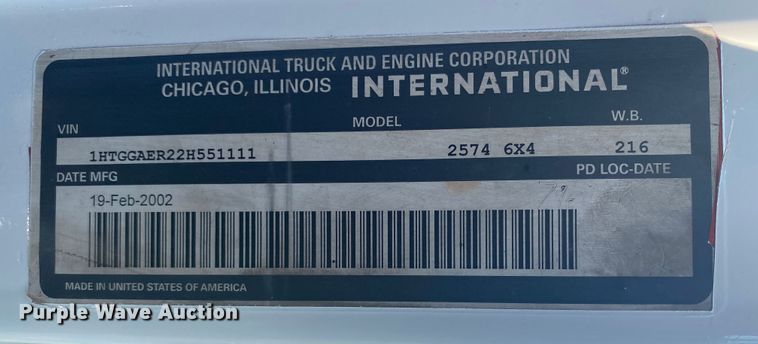 INTERNATIONAL TRUCK AND ENGINE CORPORATION
CHICAGO, ILLINOIS INTERNATIONAL®
VIN MODEL W.B.
1HTGGAER22H551111 2574 6X4 216
DATE MFG PD LOC-DATE
19-Feb-2002
MADE IN UNITED STATES OF AMERICA
Purple Wave Auction